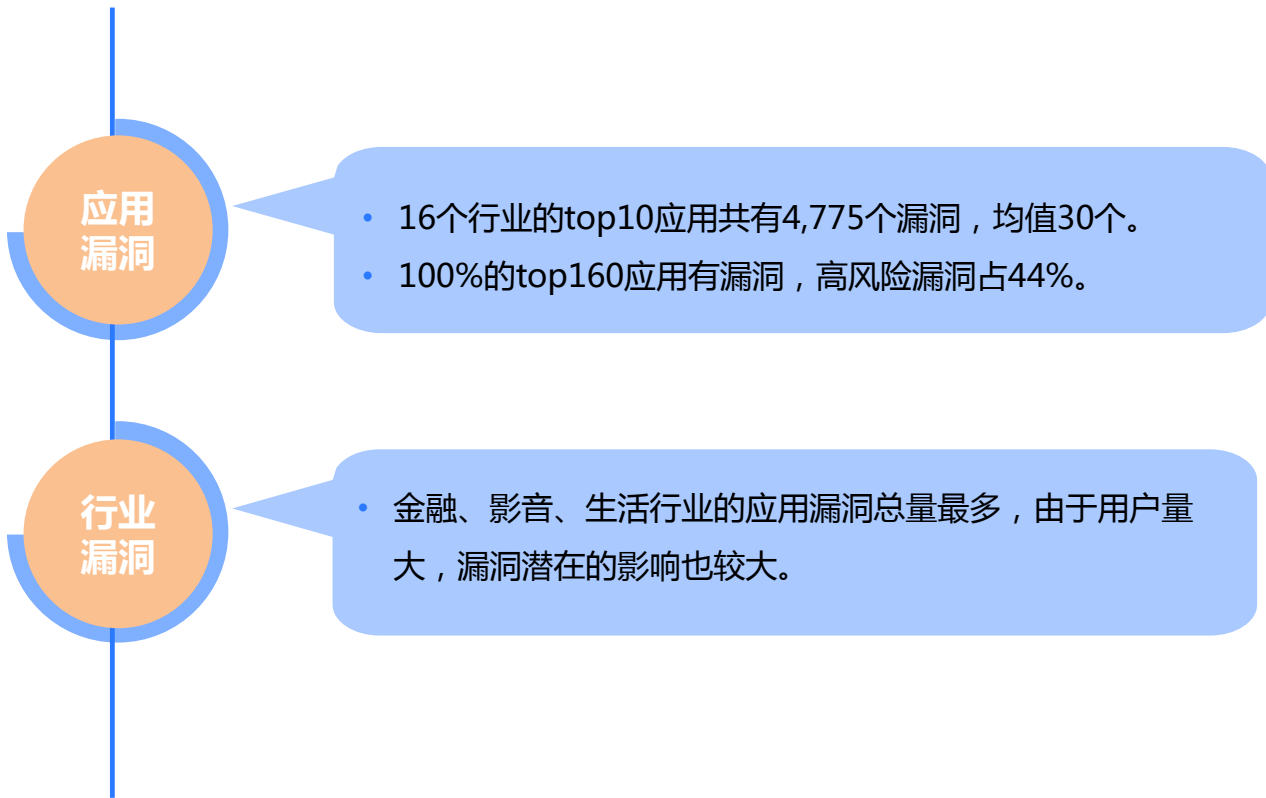 应用
漏洞
• 16个行业的top10应用共有4,775个漏洞，均值30个。
• 100%的top160应用有漏洞，高风险漏洞占44%。
行业
漏洞
• 金融、影音、生活行业的应用漏洞总量最多，由于用户量
大，漏洞潜在的影响也较大。